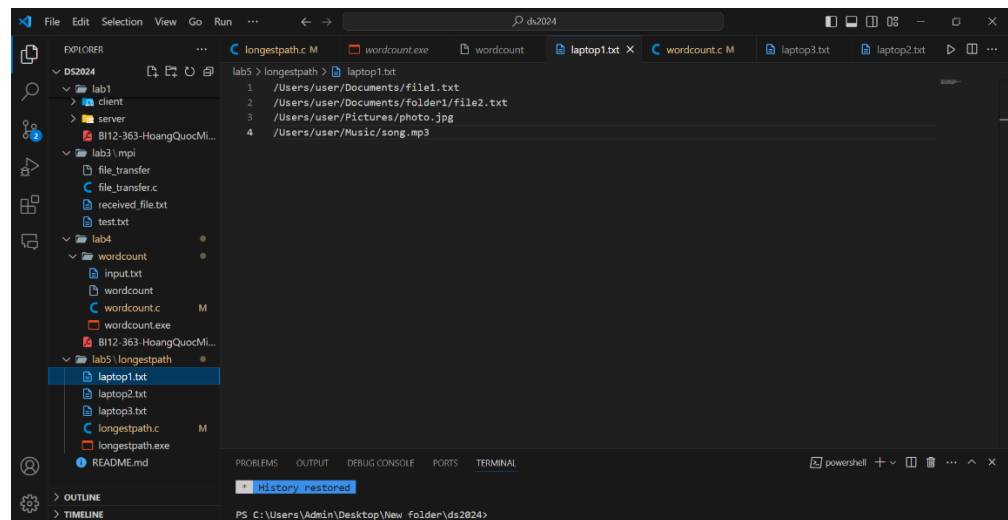 File Edit Selection View Go Run ··· ds2024
EXPLORER ···
DS2024
lab1
client
server
BI12-363-HoangQuocMi...
lab3 \ mpi
file_transfer
file_transfer.c
received_file.txt
test.txt
lab4
wordcount
input.txt
wordcount
wordcount.c M
wordcount.exe
BI12-363-HoangQuocMi...
lab5 \ longestpath
laptop1.txt
laptop2.txt
laptop3.txt
longestpath.c M
longestpath.exe
README.md
OUTLINE
TIMELINE
2
longestpath.c M wordcount.exe wordcount laptop1.txt wordcount.c M laptop3.txt laptop2.txt ···
lab5 > longestpath > laptop1.txt
1 /Users/user/Documents/file1.txt
2 /Users/user/Documents/folder1/file2.txt
3 /Users/user/Pictures/photo.jpg
4 /Users/user/Music/song.mp3
PROBLEMS OUTPUT DEBUG CONSOLE PORTS TERMINAL powershell ···
* History restored
PS C:\Users\Admin\Desktop\New folder\ds2024>